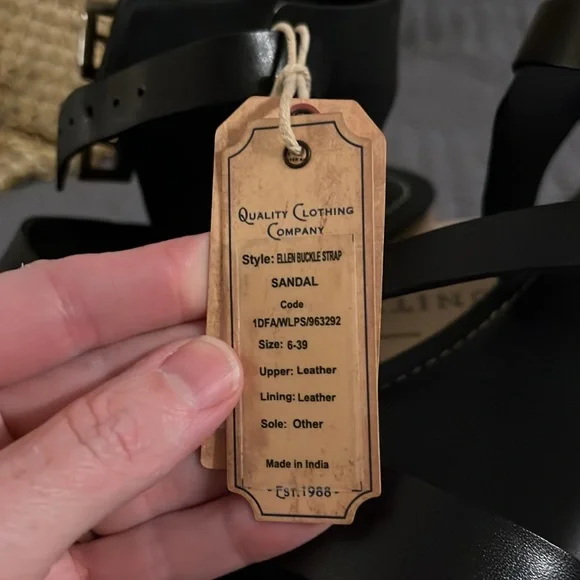 QUALITY CLOTHING
COMPANY
Style: ELLEN BUCKLE STRAP
SANDAL
Code
1DFA/WLPS/963292
Size: 6-39
Upper: Leather
Lining: Leather
Sole: Other
Made in India
- EST.1988 -